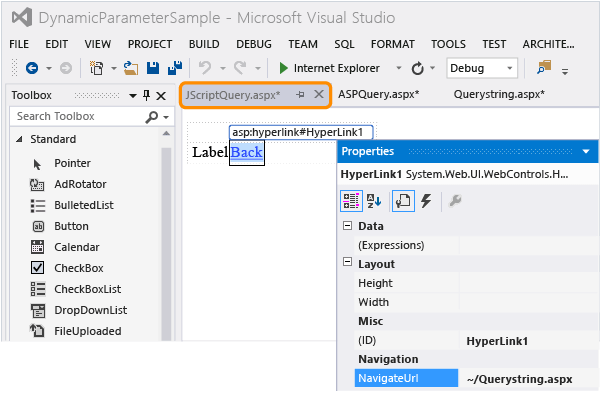 DynamicParameterSample - Microsoft Visual Studio
FILE EDIT VIEW PROJECT BUILD DEBUG TEAM SQL FORMAT TOOLS TEST ARCHITE...
Internet Explorer Debug
Toolbox
JScriptQuery.aspx* ASPQuery.aspx* Querystring.aspx*
Search Toolbox
Standard
Pointer
AdRotator
BulletedList
Button
Calendar
CheckBox
CheckBoxList
DropDownList
FileUploaded
asp:hyperlink#HyperLink1
Label Back
Properties
HyperLink1 System.Web.UI.WebControls.H...
Data
(Expressions)
Layout
Height
Width
Misc
(ID) HyperLink1
Navigation
NavigateUrl ~/Querystring.aspx